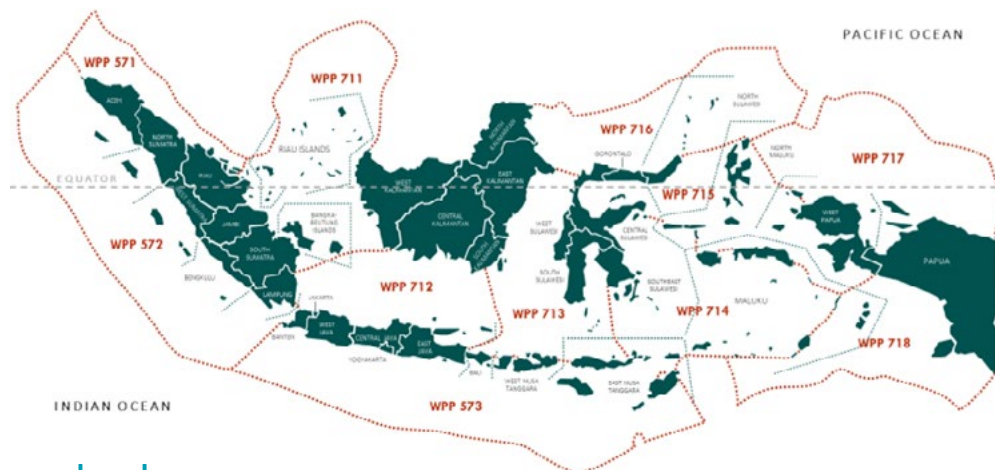 PACIFIC OCEAN
WPP 571
WPP 711
ACEH
NORTH
SUMATRA
RIAU ISLANDS
NORTH
KALIMANTAN
WPP 716
NORTH
SULAWESI
GORONTALO
NORTH
MALUKU
WPP 717
RIAU
EQUATOR
WEST
KALIMANTAN
EAST
KALIMANTAN
WPP 715
WEST SUMATRA
JAMBI
BANGKA-
BELITUNG
ISLANDS
CENTRAL
KALIMANTAN
WEST
SULAWESI
CENTRAL
SULAWESI
WEST
PAPUA
WPP 572
SOUTH
SUMATRA
SOUTH
KALIMANTAN
PAPUA
BENGKULU
SOUTH
SULAWESI
SOUTHEAST
SULAWESI
LAMPUNG
WPP 712
MALUKU
JAKARTA
WPP 713
WPP 714
BANTEN
WEST
JAVA
CENTRAL JAVA
EAST
JAVA
WPP 718
YOGYAKARTA
BALI
WEST NUSA
TANGGARA
EAST NUSA
TANGGARA
INDIAN OCEAN
WPP 573